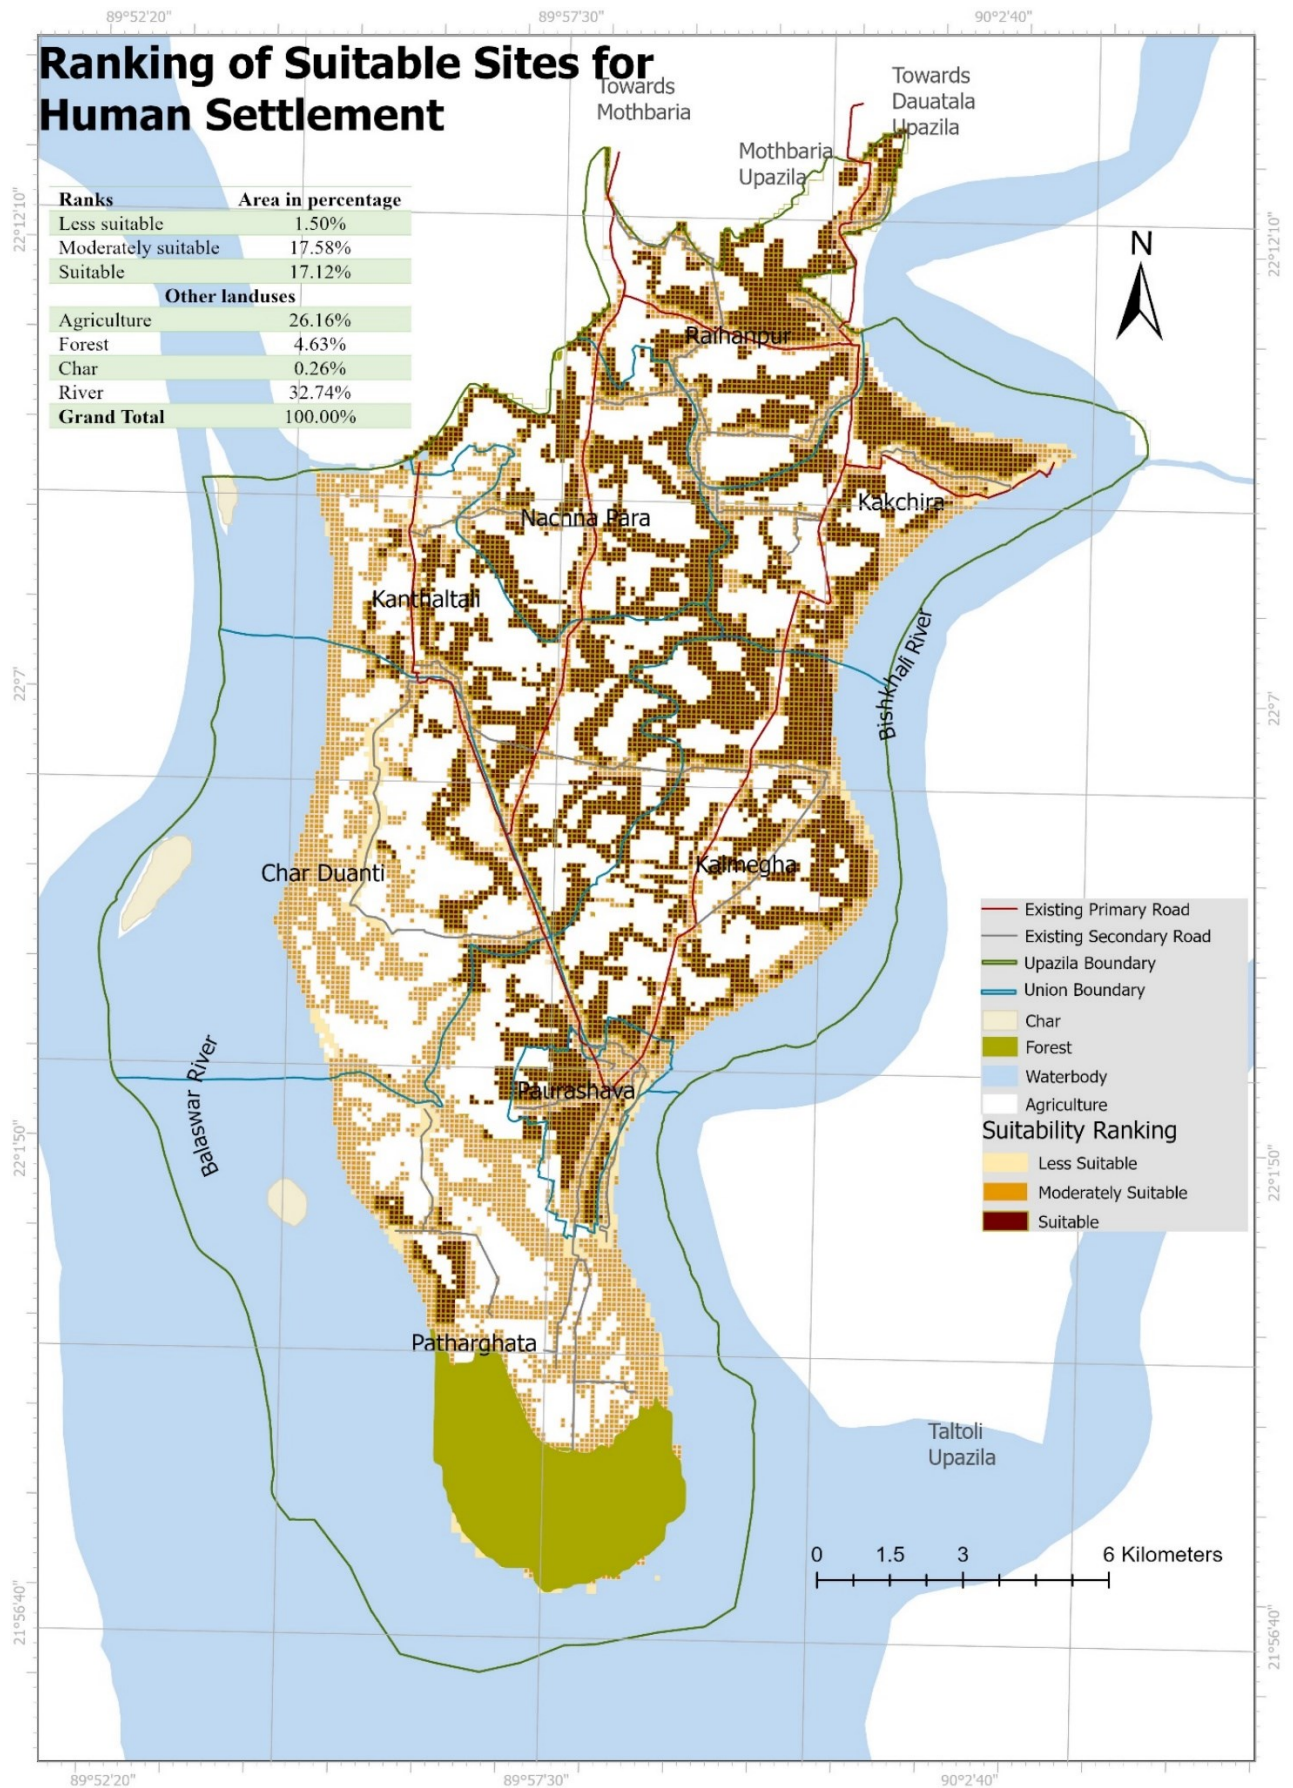 89°52'20"
89°57'30"
90°2'40"
Ranking of Suitable Sites for
Human Settlement
Towards
Mothbaria
Towards
Dauatala
Upazila
Mothbaria
Upazila
Ranks Area in percentage
Less suitable 1.50%
Moderately suitable 17.58%
Suitable 17.12%
Other landuses
Agriculture 26.16%
Forest 4.63%
Char 0.26%
River 32.74%
Grand Total 100.00%
22°12'10"
22°12'10"
N
Raihanpur
Kakchira
Nachna Para
Kanthaltali
Bishkhali River
22°7'
22°7'
Char Duanti
Kalmegha
Existing Primary Road
Existing Secondary Road
Upazila Boundary
Union Boundary
Char
Forest
Waterbody
Agriculture
Suitability Ranking
Less Suitable
Moderately Suitable
Suitable
Balaswar River
Paurashava
22°1'50"
22°1'50"
Patharghata
Taltoli
Upazila
0 1.5 3 6 Kilometers
21°56'40"
21°56'40"
89°52'20"
89°57'30"
90°2'40"